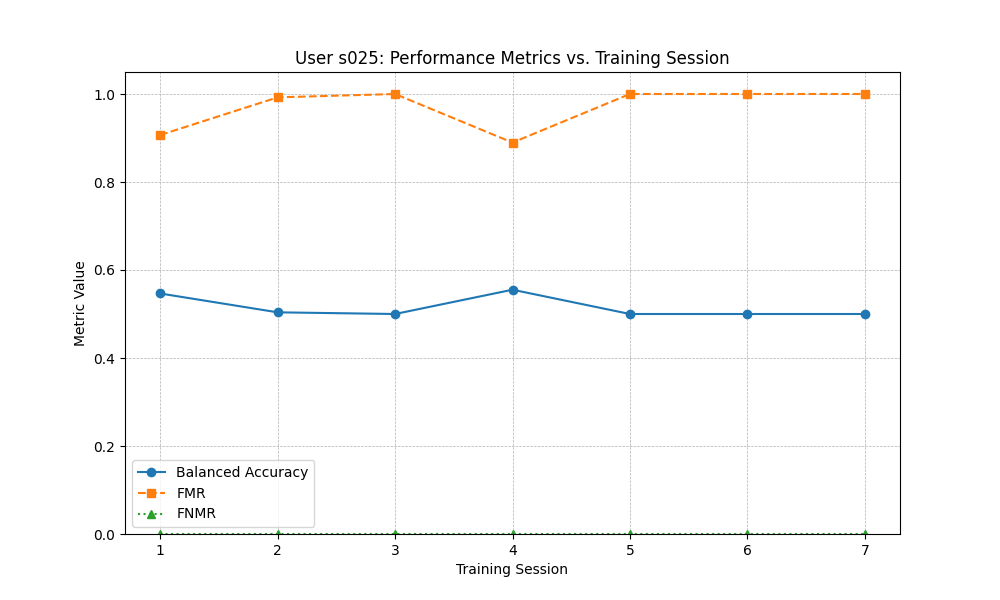 User s025: Performance Metrics vs. Training Session
1.0
0.8
0.6
0.4
0.2
0.0
Metric Value
Balanced Accuracy
FMR
FNMR
1 2 3 4 5 6 7
Training Session